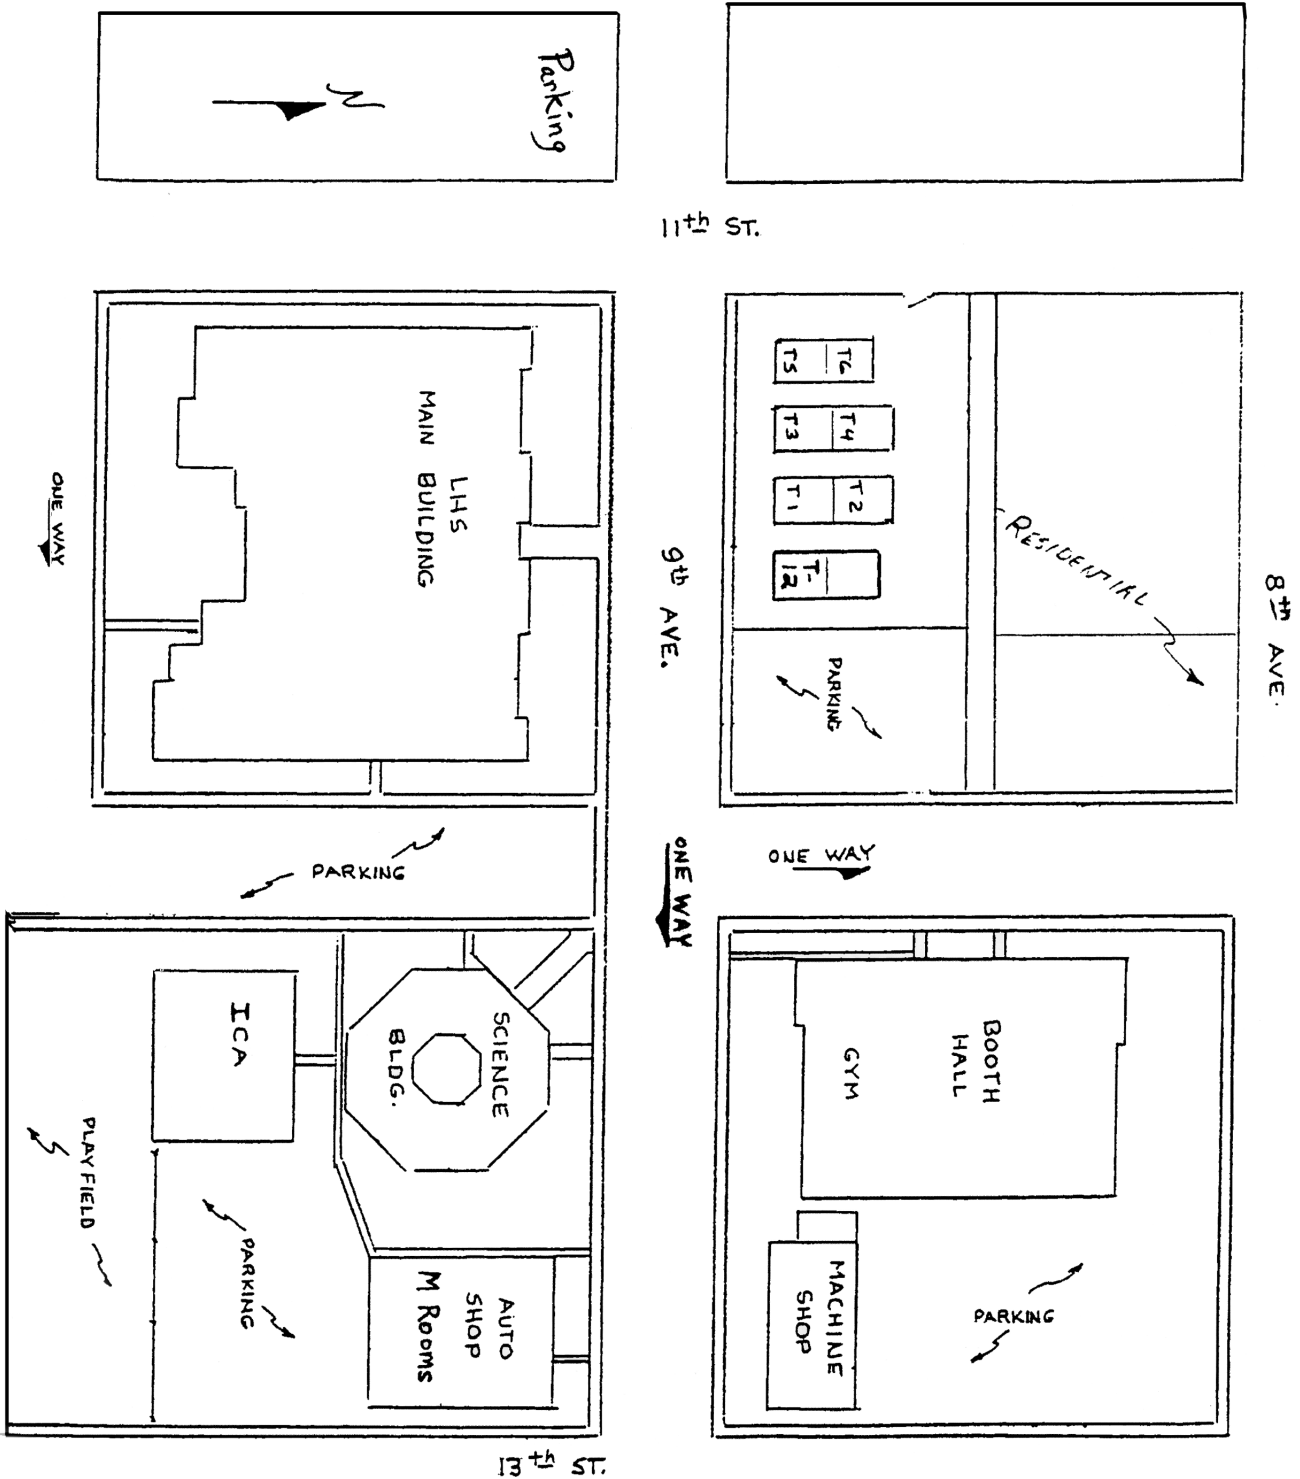 Parking
N
11th ST.
T6
T5
T4
T3
T2
T1
T-
12
RESIDENTIAL
8th AVE.
PARKING
LHS
MAIN BUILDING
ONE WAY
9th AVE.
PARKING
ONE WAY
ONE WAY
ICA
SCIENCE
BLDG.
BOOTH
HALL
GYM
PLAYFIELD
PARKING
AUTO
SHOP
M ROOMS
MACHINE
SHOP
PARKING
13th ST.